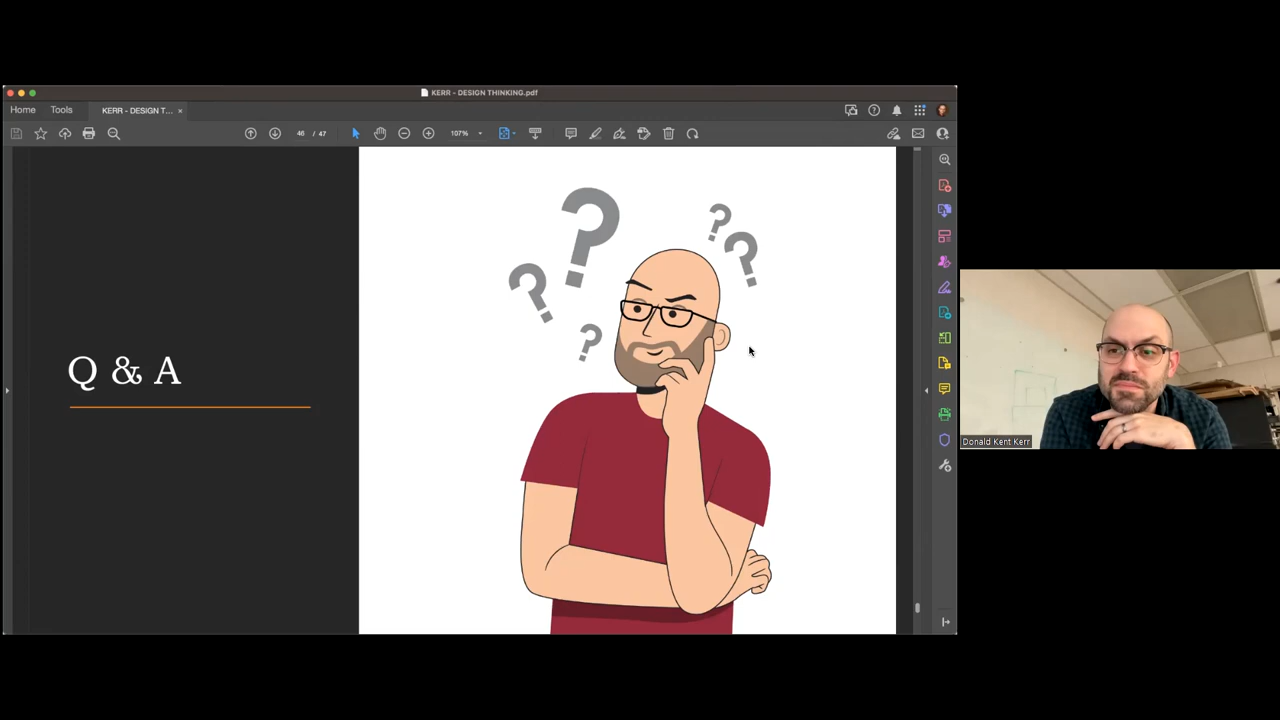 KERR - DESIGN THINKING.pdf
Home
Tools
KERR - DESIGN T... ×
46 / 47
107%
? ? ? ? ?
Q & A
Donald Kent Kerr